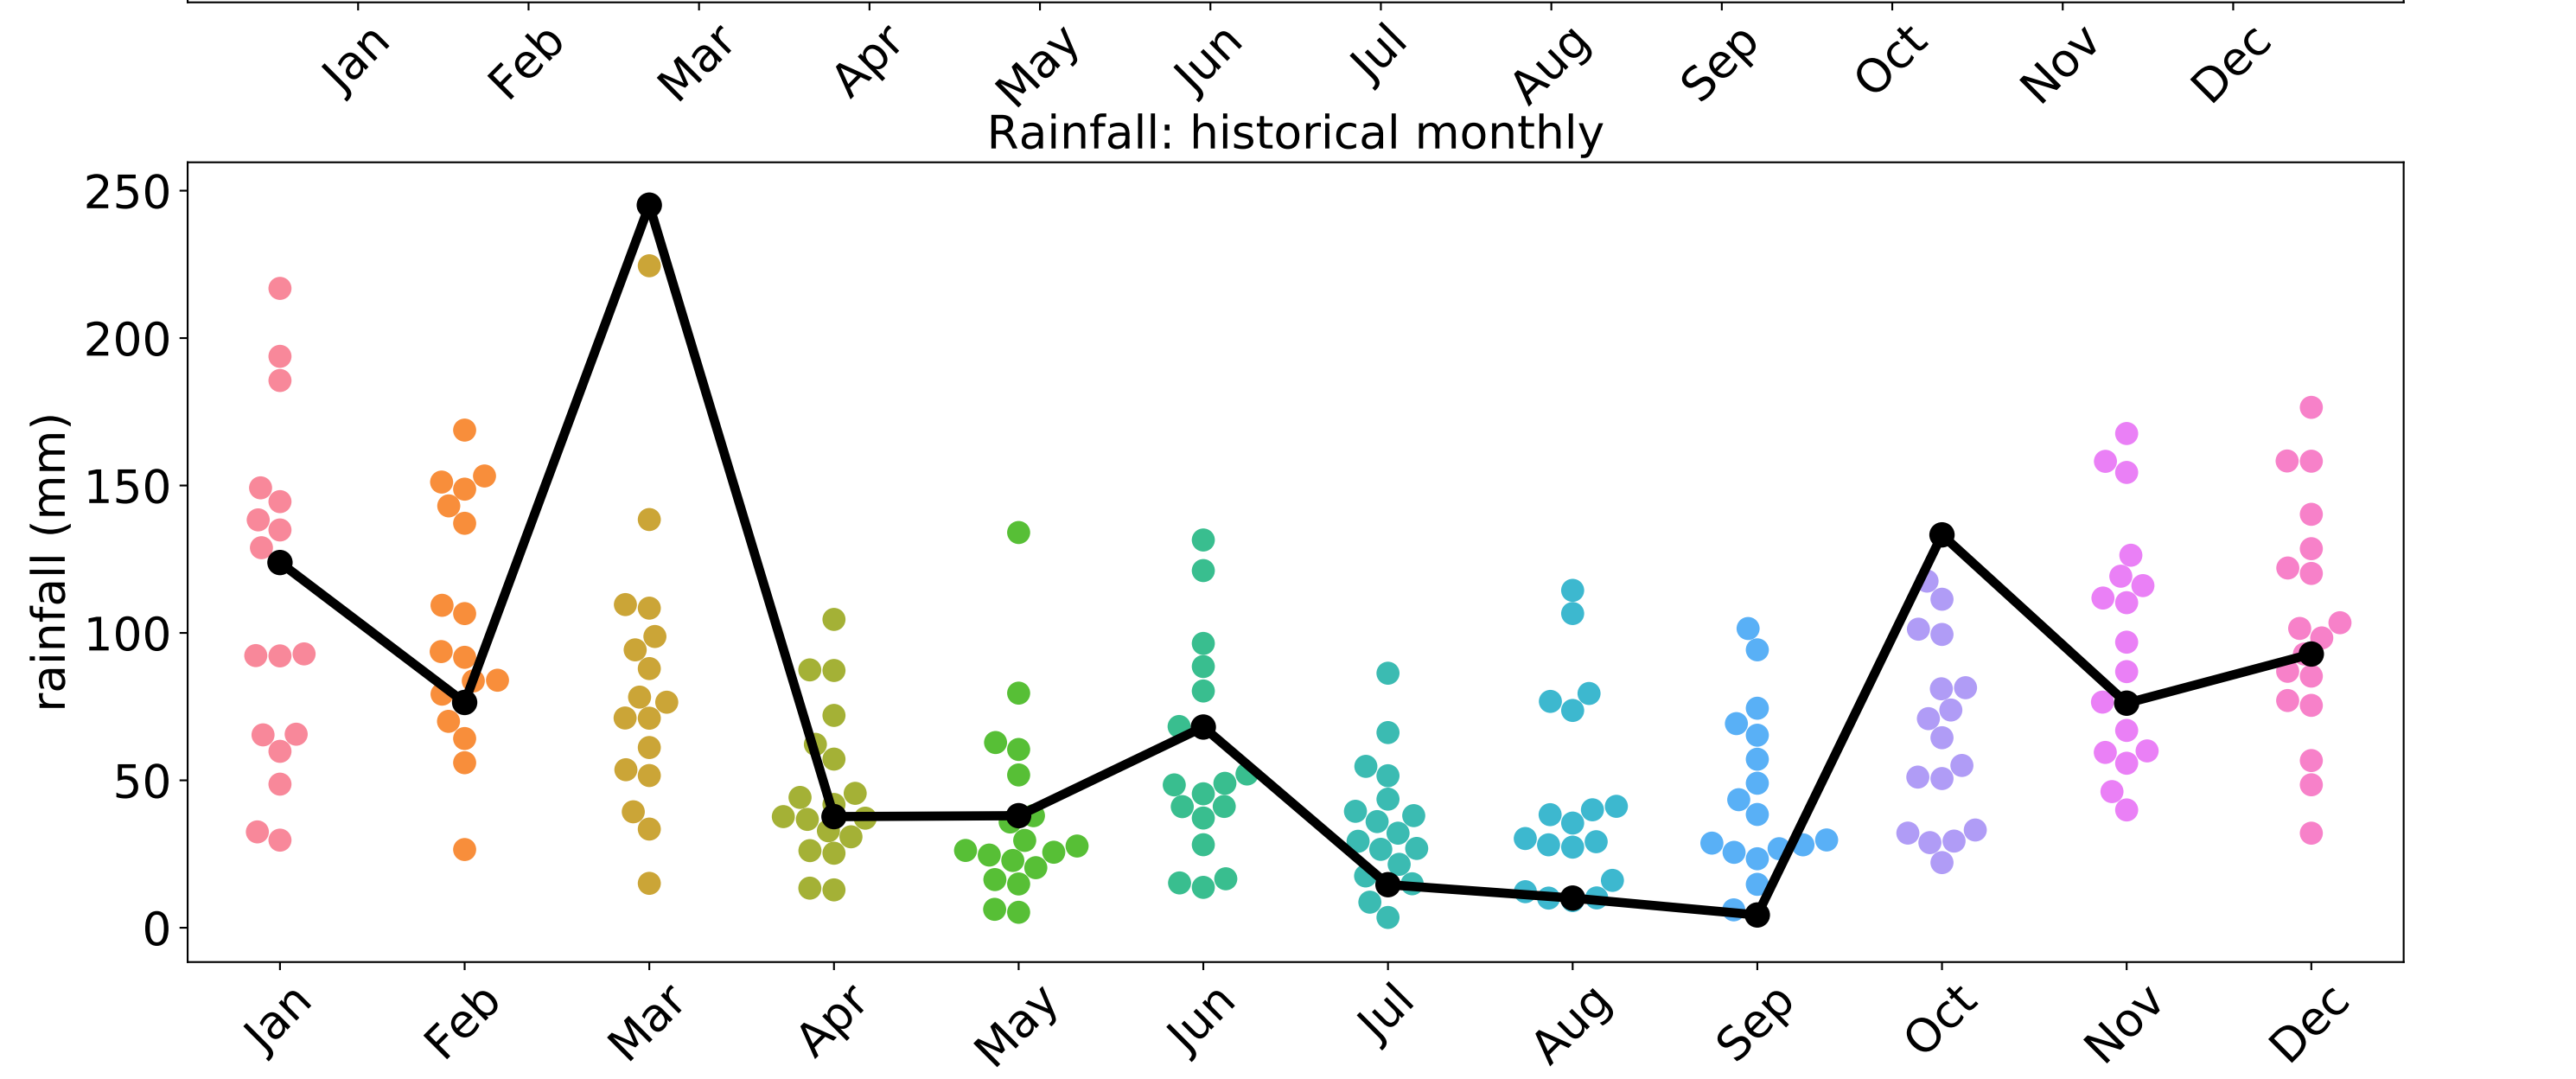 Jan Feb Mar Apr May Jun Jul Aug Sep Oct Nov Dec
Rainfall: historical monthly
rainfall (mm)
250
200
150
100
50
0
Jan Feb Mar Apr May Jun Jul Aug Sep Oct Nov Dec